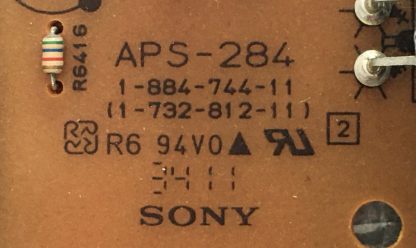 R6416
APS-284
1-884-744-11
(1-732-812-11)
2
R6 94V0
3411
SONY